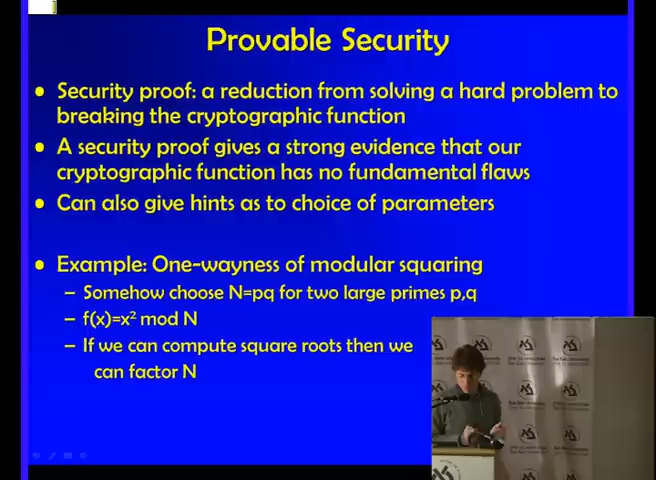 Provable Security
• Security proof: a reduction from solving a hard problem to
breaking the cryptographic function
• A security proof gives a strong evidence that our
cryptographic function has no fundamental flaws
• Can also give hints as to choice of parameters
• Example: One-wayness of modular squaring
– Somehow choose N=pq for two large primes p,q
– f(x)=x² mod N
– If we can compute square roots then we
can factor N